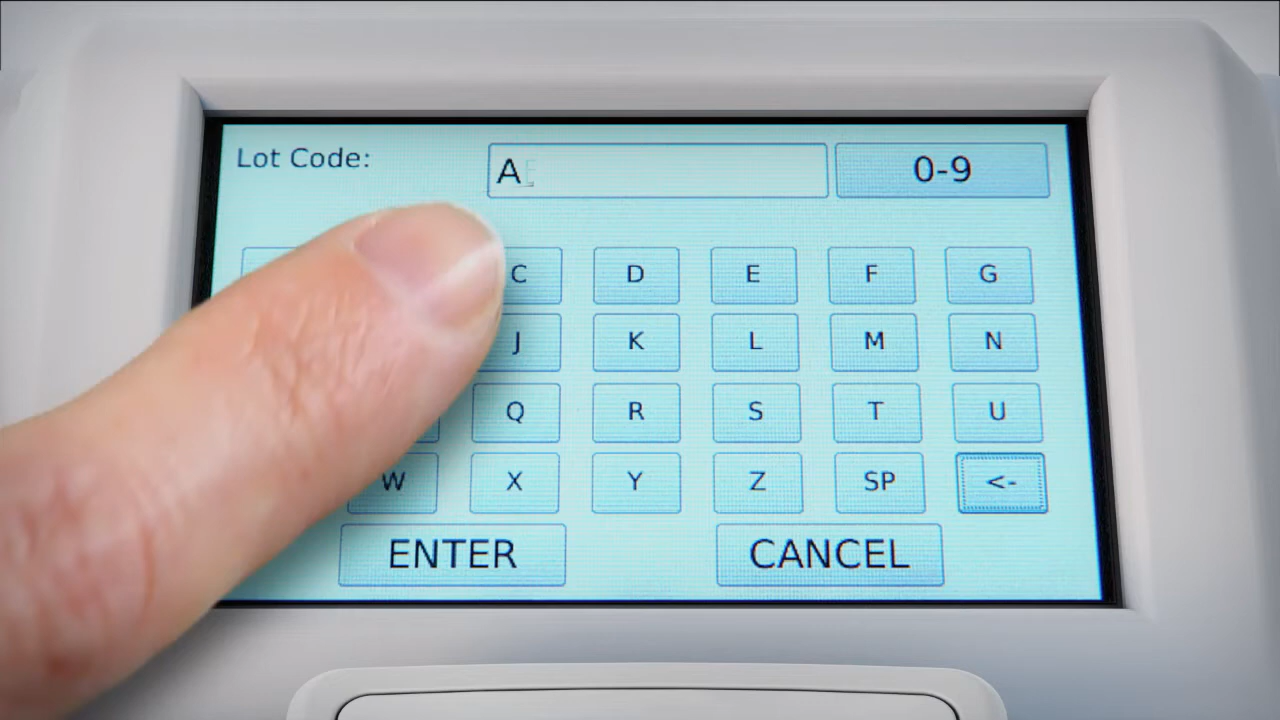 Lot Code: A 0-9
C D E F G
J K L M N
Q R S T U
W X Y Z SP <-
ENTER CANCEL